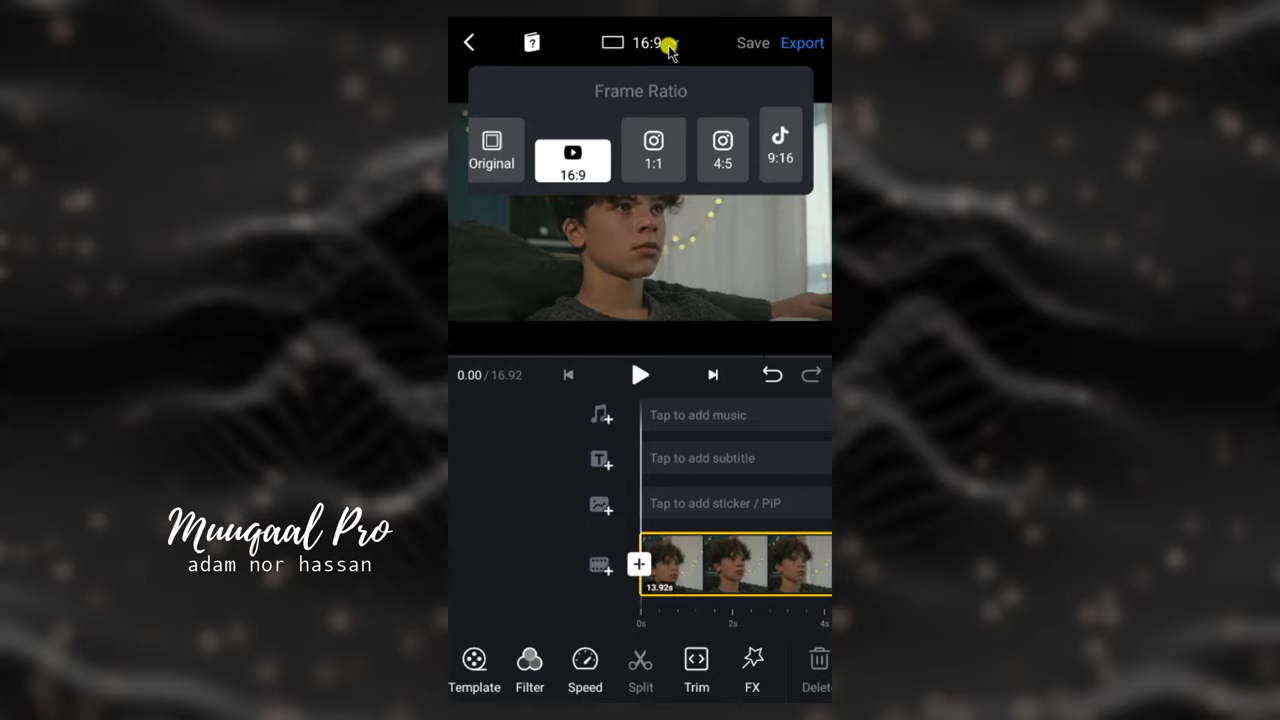 16:9
Save
Export
Frame Ratio
Original
16:9
1:1
4:5
9:16
0.00 / 16.92
Tap to add music
Tap to add subtitle
Tap to add sticker / PiP
13.92s
0s
2s
4s
Template
Filter
Speed
Split
Trim
FX
Delet
Muuqaal Pro
adam nor hassan